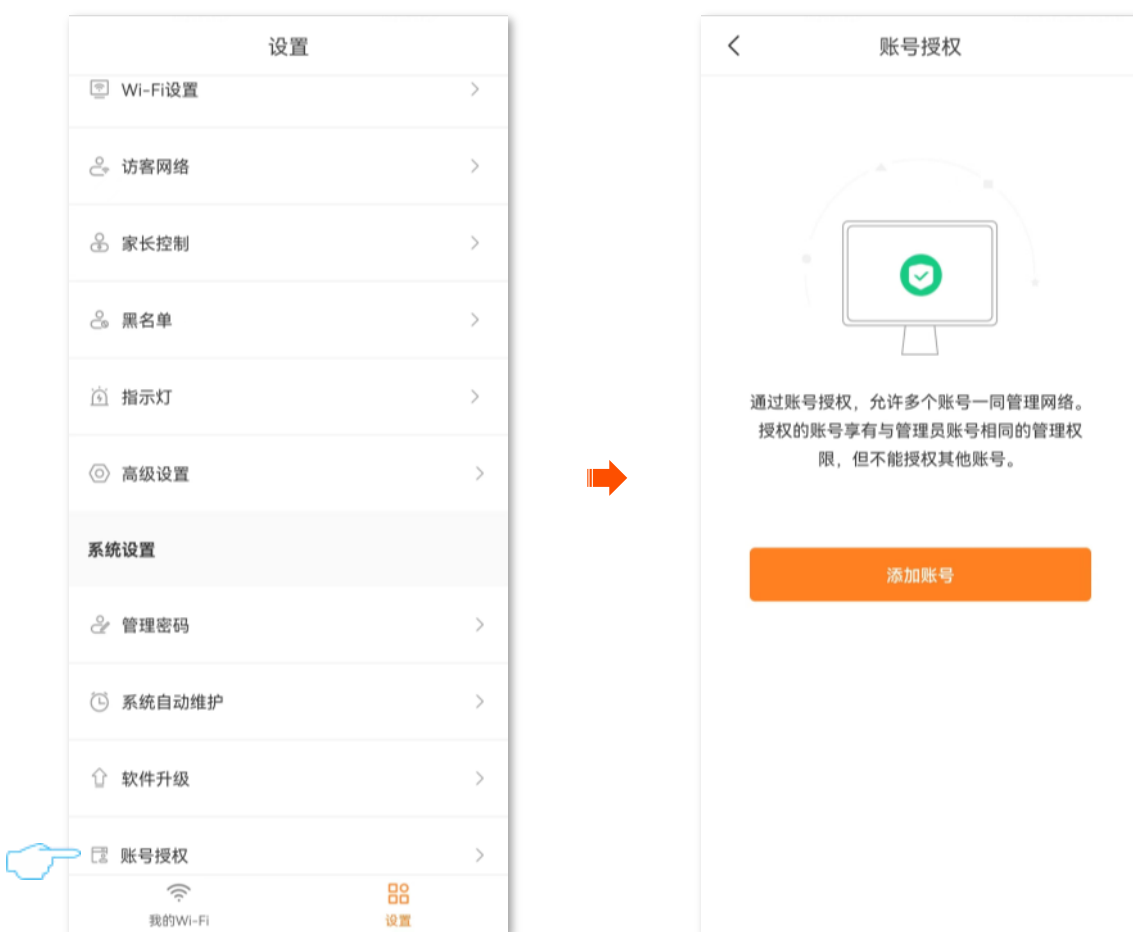 设置
Wi-Fi设置
访客网络
家长控制
黑名单
指示灯
高级设置
系统设置
管理密码
系统自动维护
软件升级
账号授权
我的Wi-Fi
设置
账号授权
通过账号授权，允许多个账号一同管理网络。
授权的账号享有与管理员账号相同的管理权
限，但不能授权其他账号。
添加账号